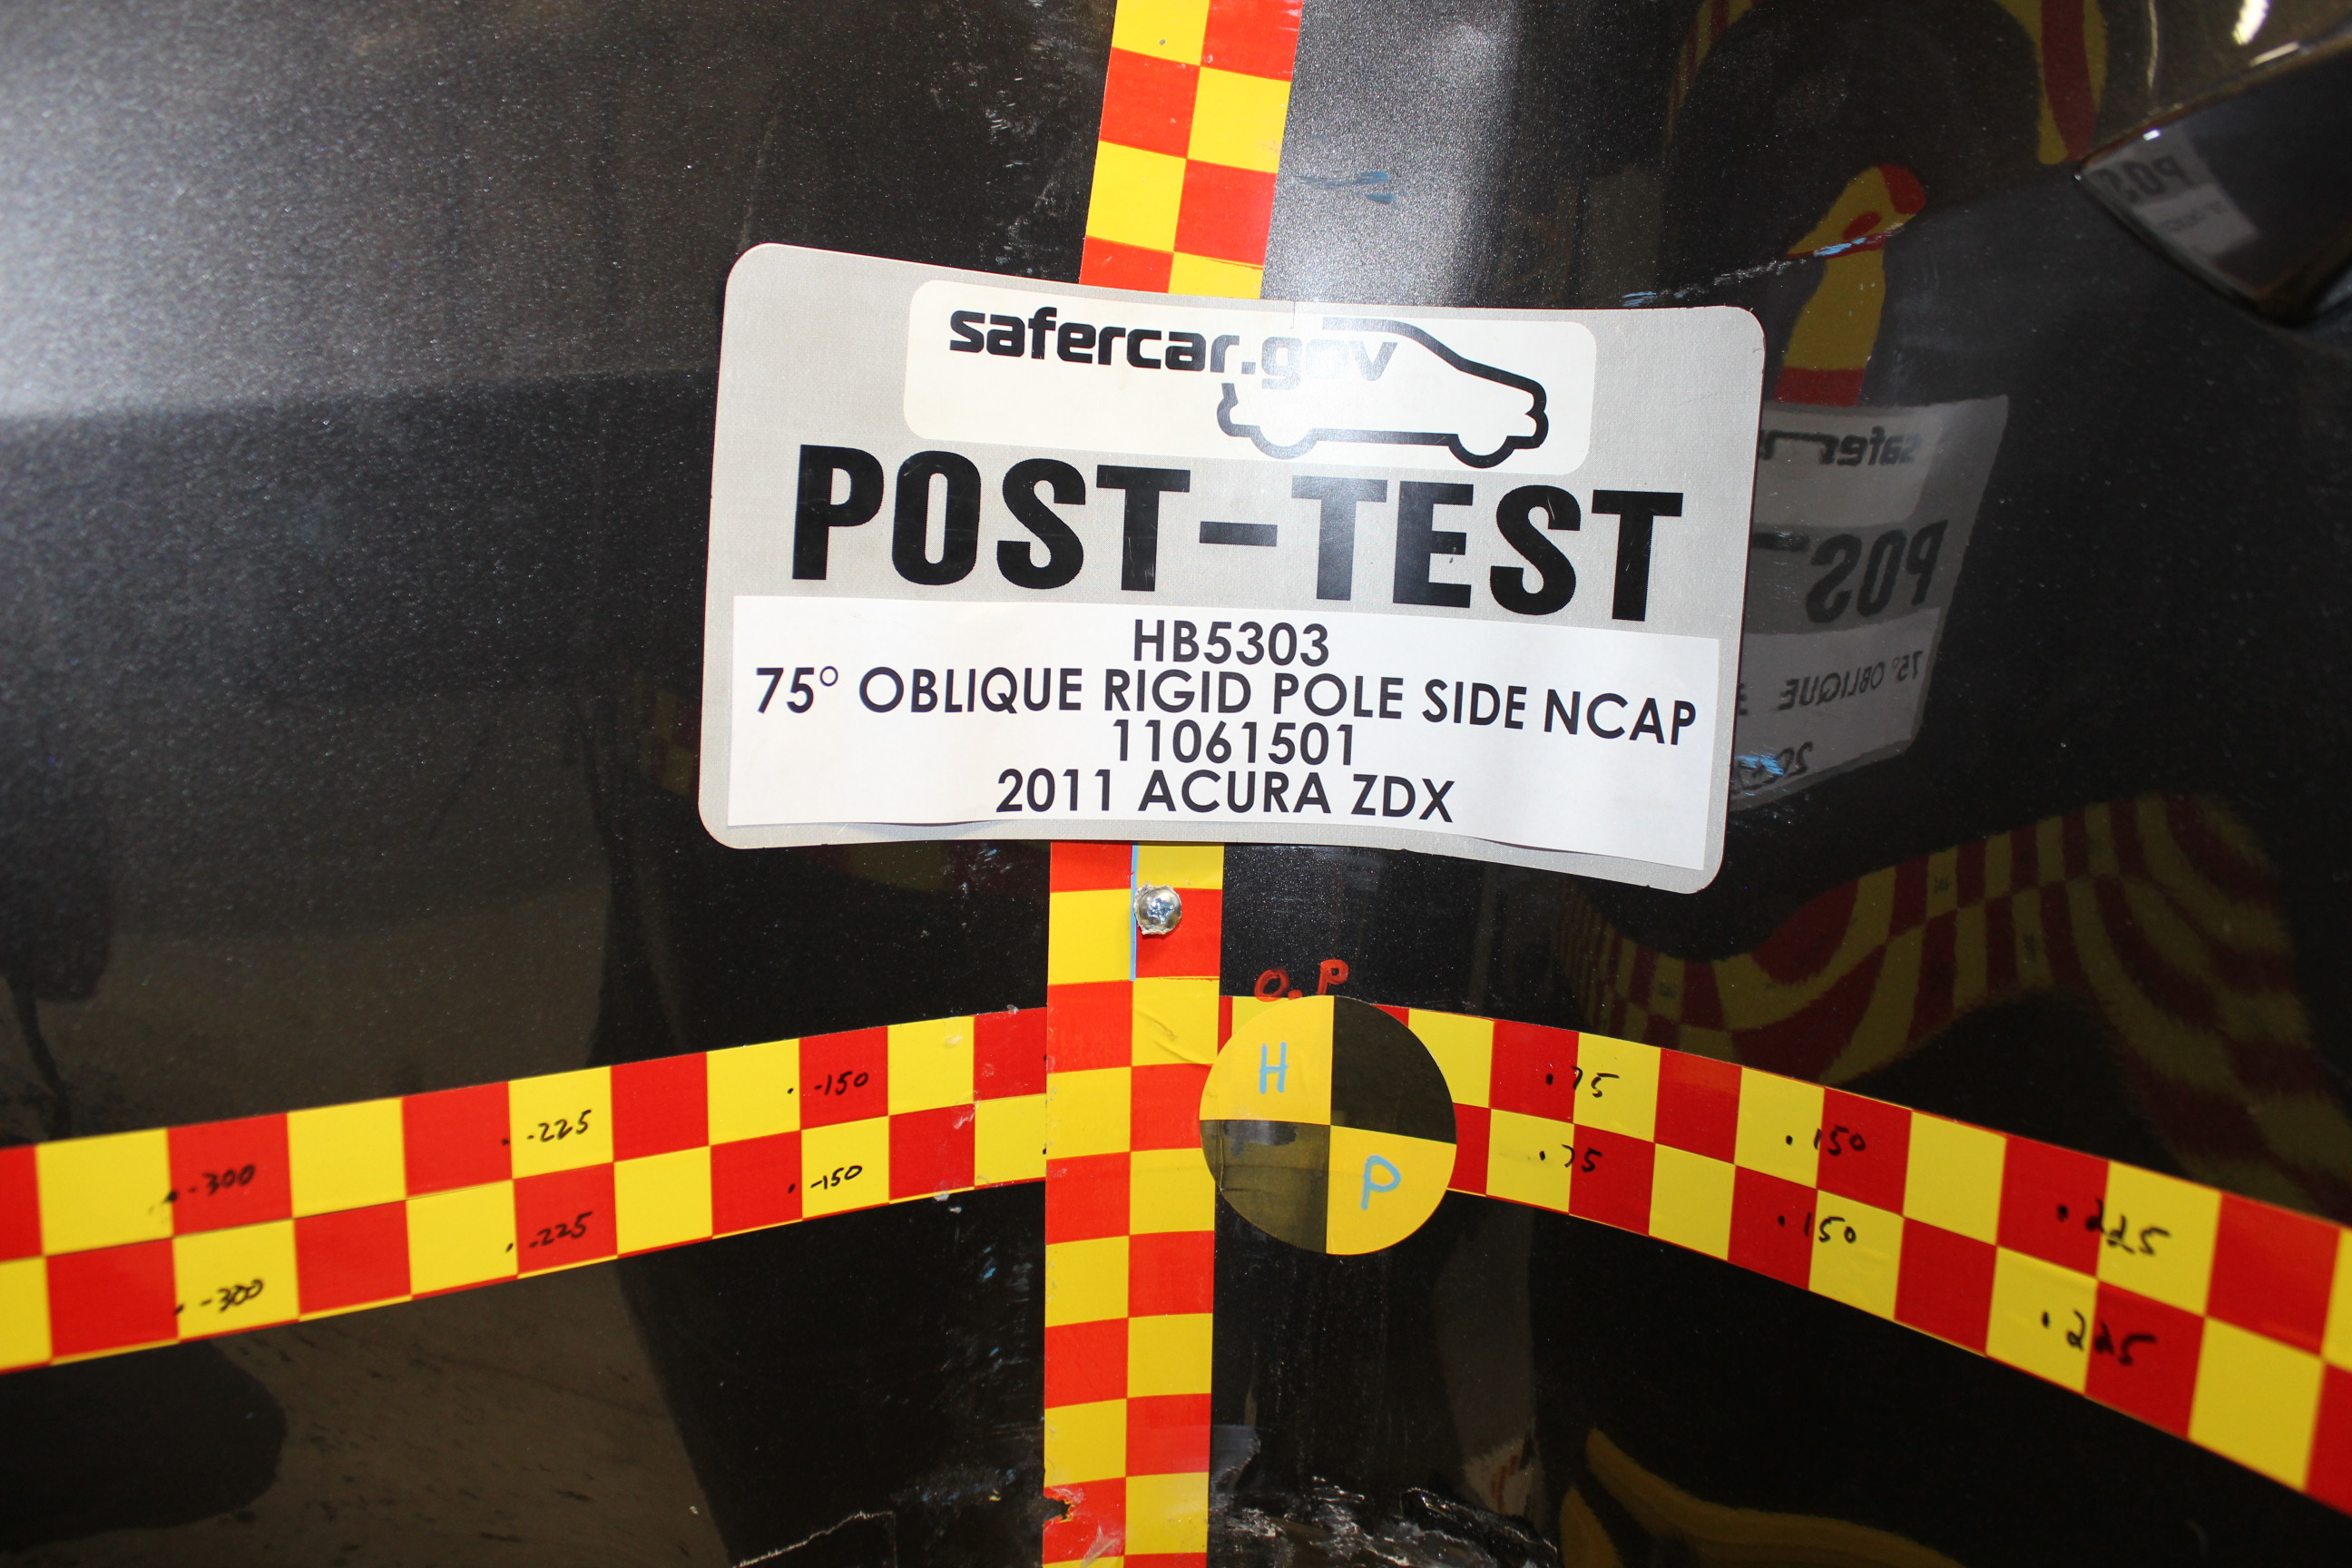 safercar.gov
POST-TEST
HB5303
75° OBLIQUE RIGID POLE SIDE NCAP
11061501
2011 ACURA ZDX
O.P
H
P
-300 -225 -150 75 150 225
-300 -225 -150 75 150 225